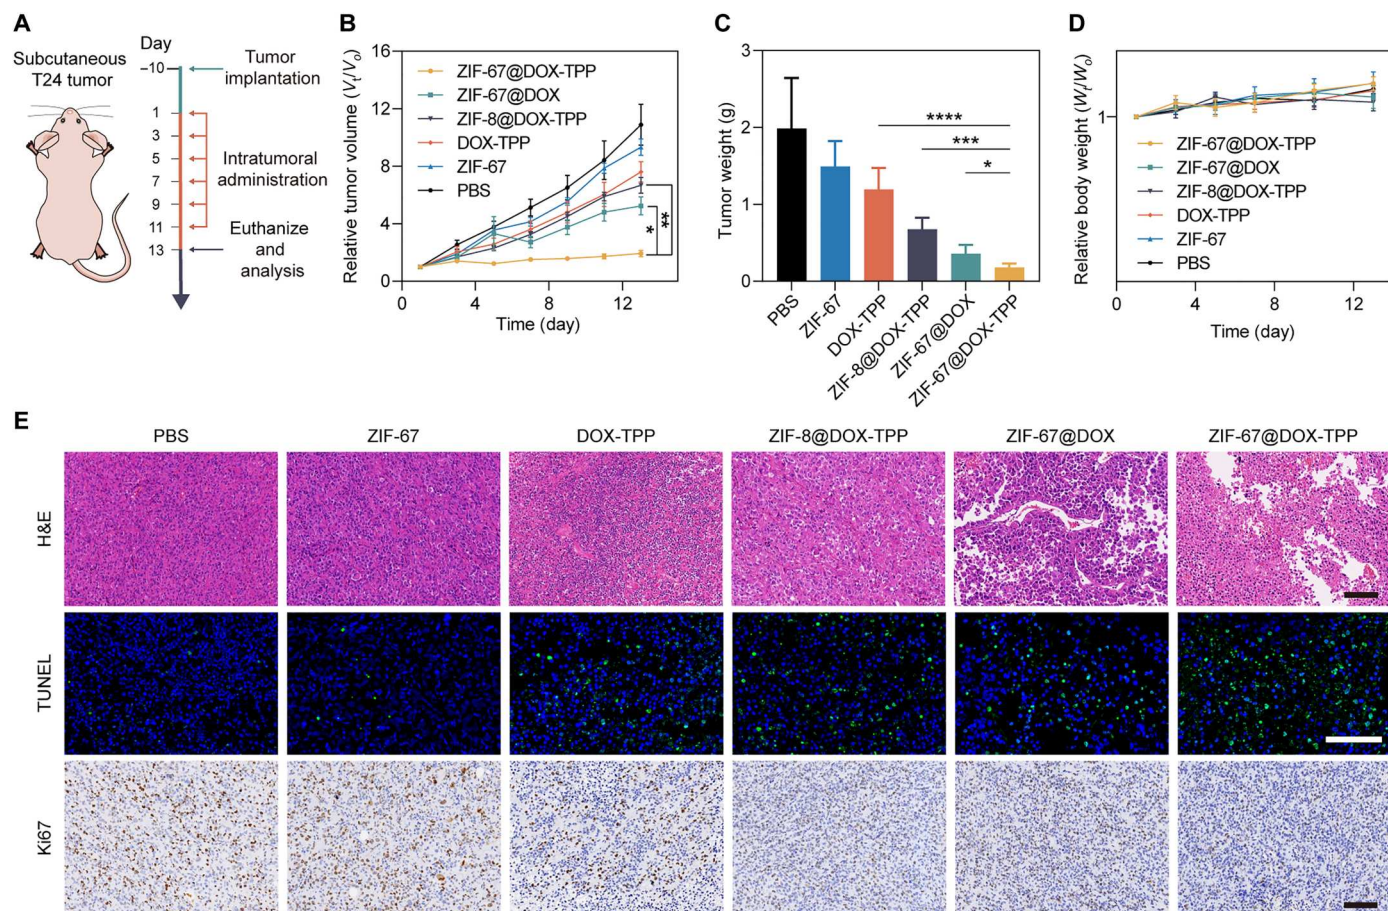 A
Subcutaneous
T24 tumor
Day
−10
1
3
5
7
9
11
13
Tumor
implantation
Intratumoral
administration
Euthanize
and
analysis
B
Relative tumor volume (Vt/Vo)
16
12
8
4
0
0 4 8 12
Time (day)
ZIF-67@DOX-TPP
ZIF-67@DOX
ZIF-8@DOX-TPP
DOX-TPP
ZIF-67
PBS
*
**
C
Tumor weight (g)
3
2
1
0
****
***
*
PBS
ZIF-67
DOX-TPP
ZIF-8@DOX-TPP
ZIF-67@DOX
ZIF-67@DOX-TPP
D
Relative body weight (Wt/Wo)
1
0
0 4 8 12
Time (day)
ZIF-67@DOX-TPP
ZIF-67@DOX
ZIF-8@DOX-TPP
DOX-TPP
ZIF-67
PBS
E
PBS ZIF-67 DOX-TPP ZIF-8@DOX-TPP ZIF-67@DOX ZIF-67@DOX-TPP
H&E
TUNEL
Ki67